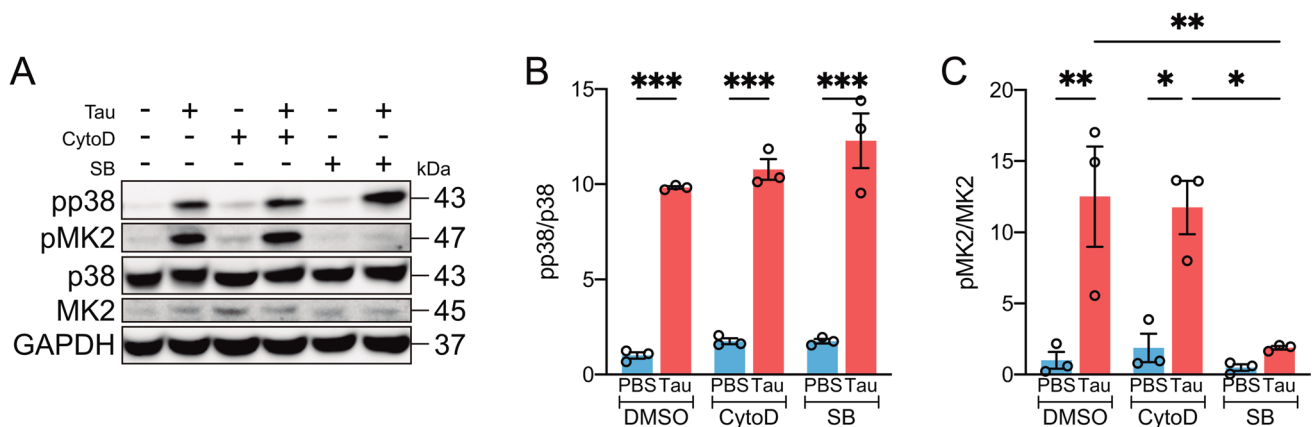 A
Tau - + - + - +
CytoD - - + + - -
SB - - - - + + kDa
pp38 43
pMK2 47
p38 43
MK2 45
GAPDH 37
B
*** *** ***
pp38/p38
15
10
5
0
PBS Tau PBS Tau PBS Tau
DMSO CytoD SB
C
**
** * *
pMK2/MK2
20
15
10
5
0
PBS Tau PBS Tau PBS Tau
DMSO CytoD SB